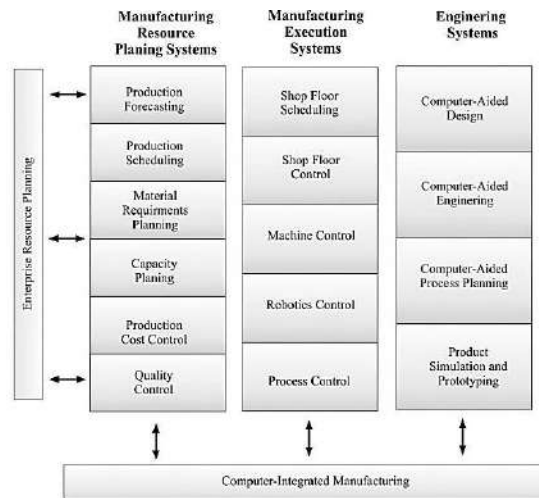 Manufacturing
Resource
Planing Systems
Manufacturing
Execution
Systems
Enginering
Systems
Enterprise Resource Planning
Production
Forecasting
Production
Scheduling
Material
Requirments
Planning
Capacity
Planing
Production
Cost Control
Quality
Control
Shop Floor
Scheduling
Shop Floor
Control
Machine Control
Robotics Control
Process Control
Computer-Aided
Design
Computer-Aided
Enginering
Computer-Aided
Process Planning
Product
Simulation and
Prototyping
Computer-Integrated Manufacturing